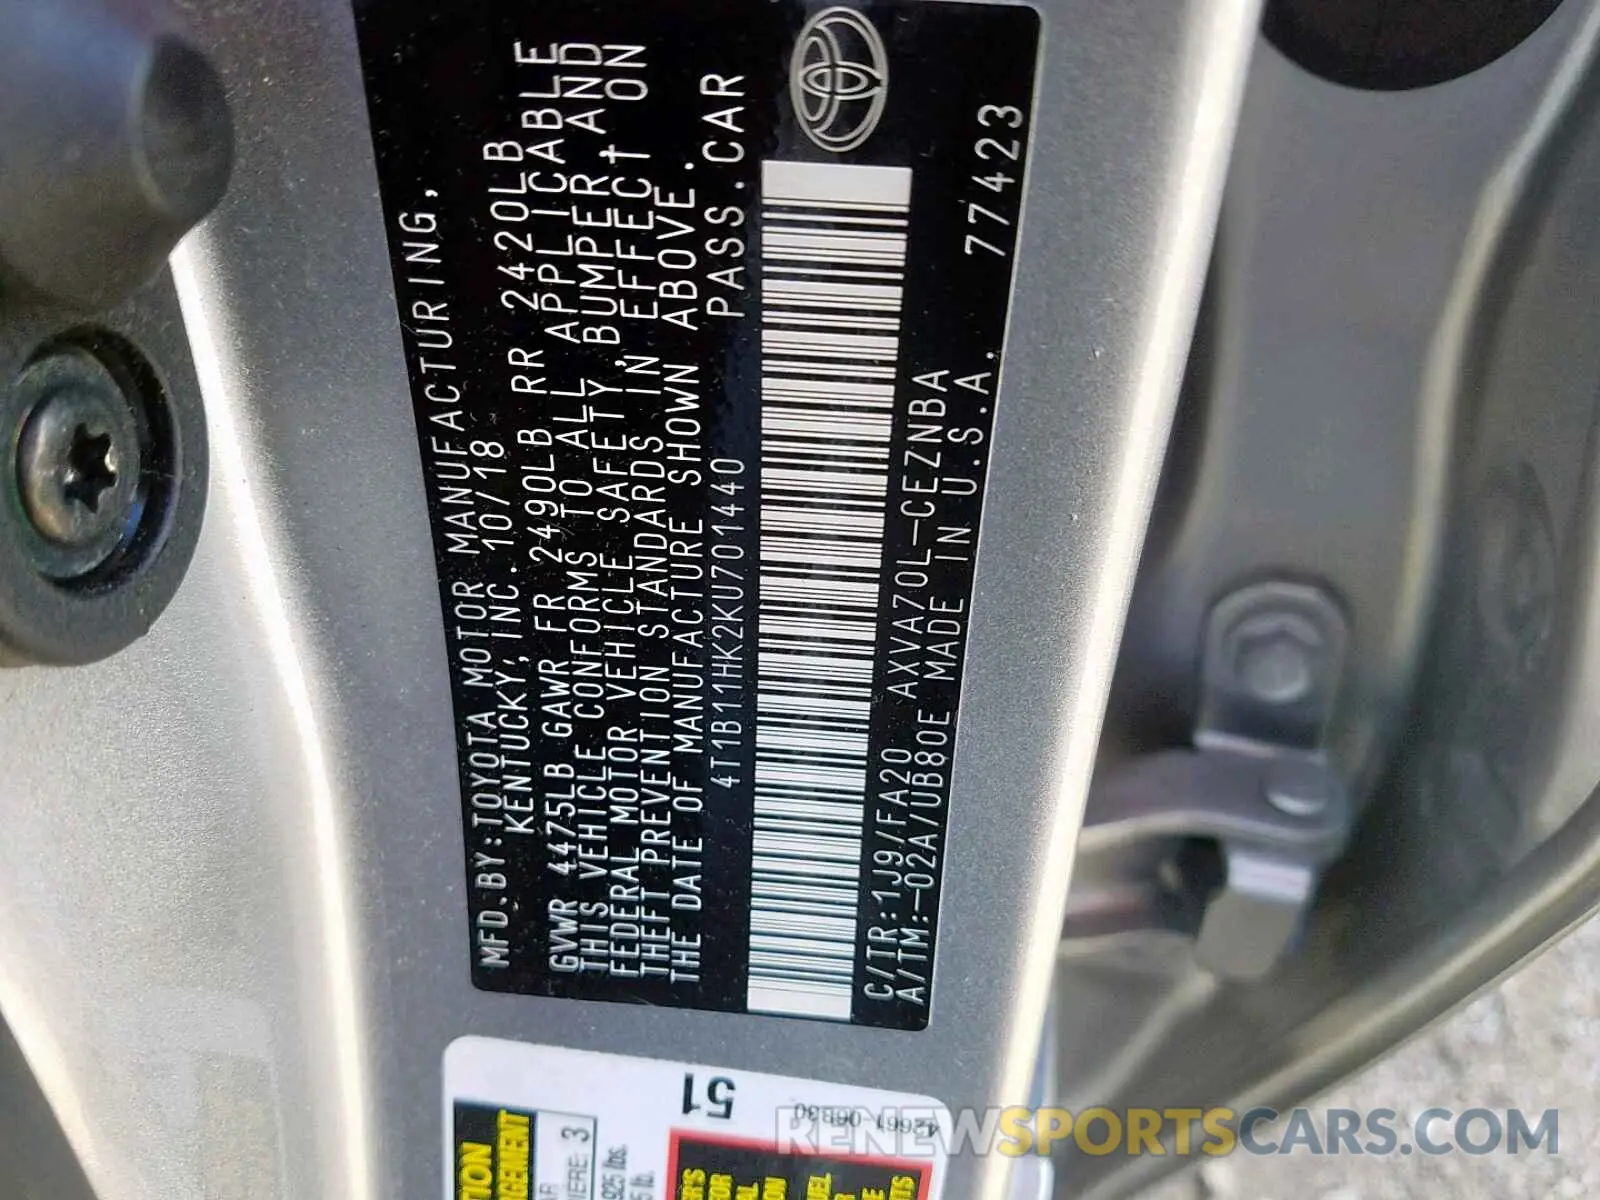 MFD.BY:TOYOTA MOTOR MANUFACTURING,
KENTUCKY, INC. 10/18
GVWR 4475LB GAWR FR 2490LB RR 2420LB
THIS VEHICLE CONFORMS TO ALL APPLICABLE
FEDERAL MOTOR VEHICLE SAFETY, BUMPER AND
THEFT PREVENTION STANDARDS IN EFFECT ON
THE DATE OF MANUFACTURE SHOWN ABOVE.
4T1B11HK2KU701440 PASS.CAR
C/TR:1J9/FA20 AXVA70L-CEZNBA 77423
A/TM:-02A/UB80E MADE IN U.S.A.
51
42661-06B30
3
925 lbs.
RENEWSPORTSCARS.COM